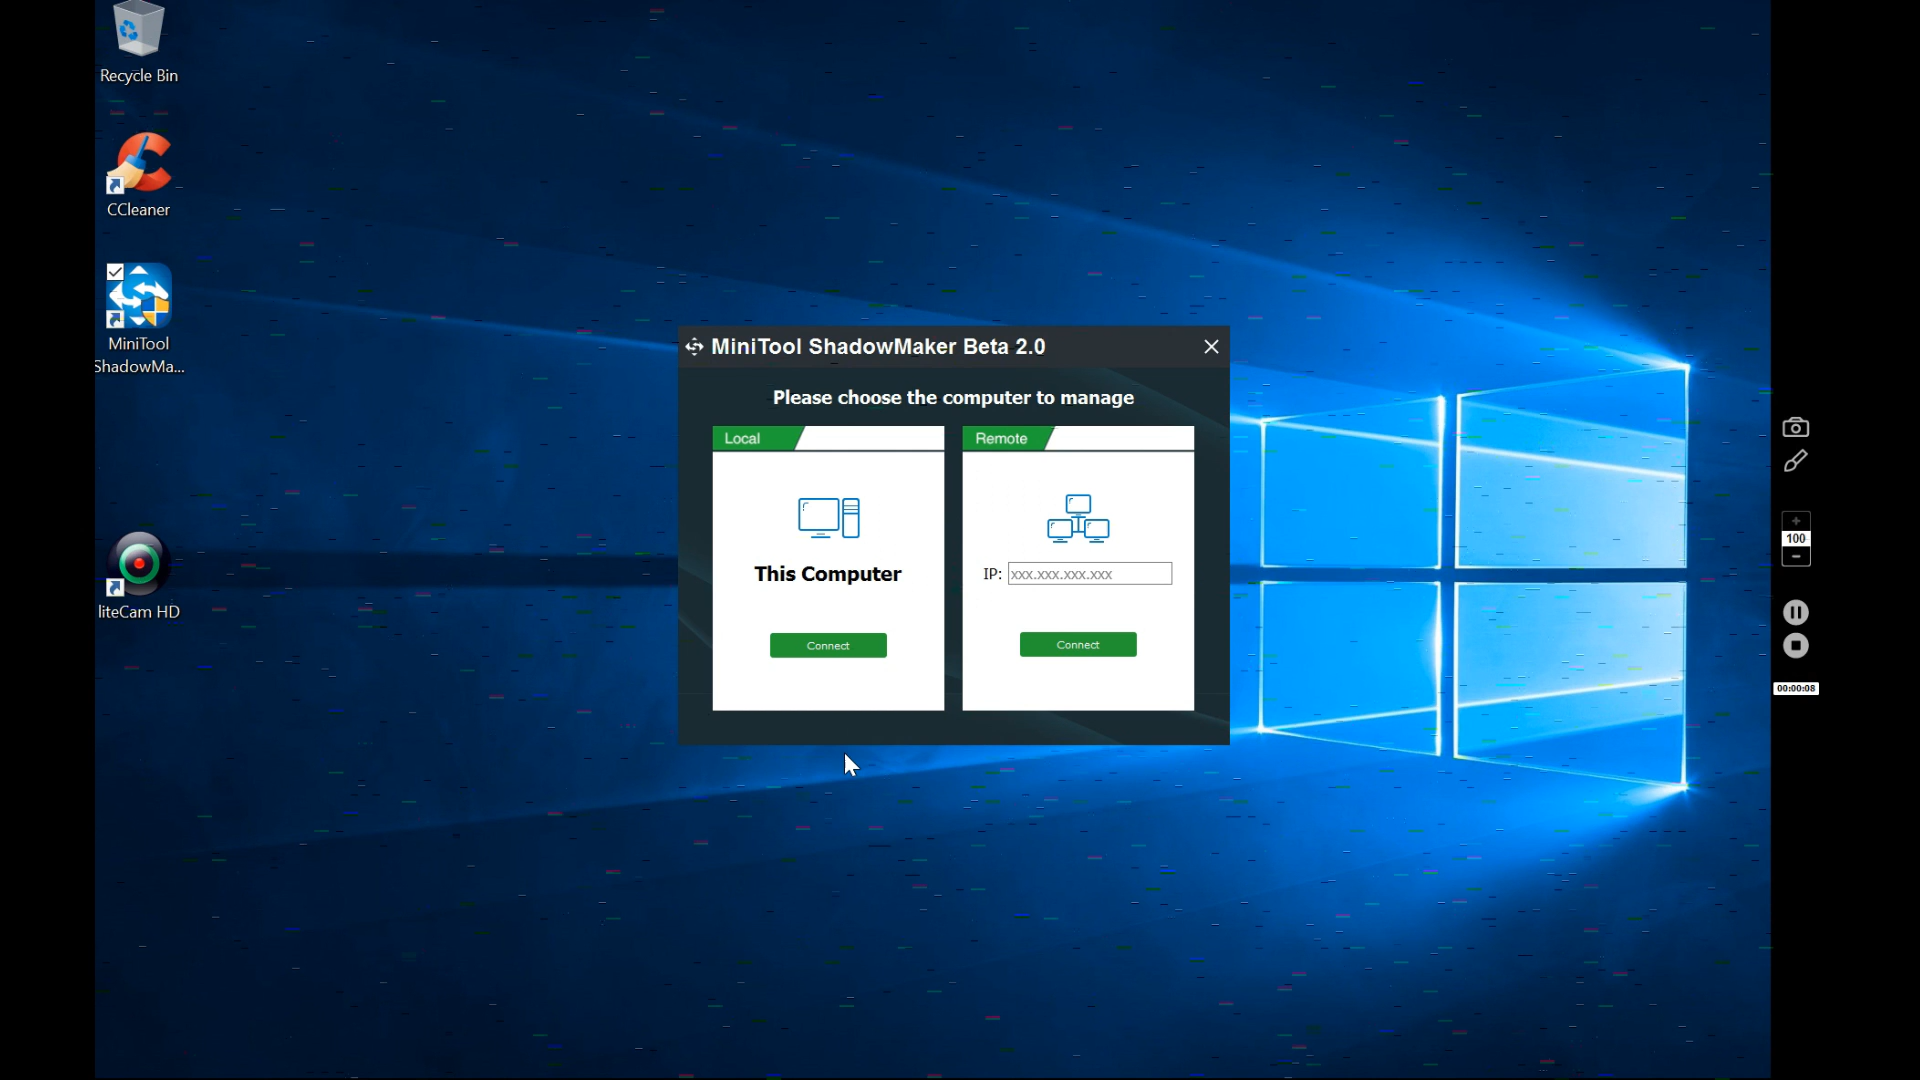 Recycle Bin
CCleaner
MiniTool
ShadowMa...
liteCam HD
MiniTool ShadowMaker Beta 2.0
Please choose the computer to manage
Local
This Computer
Connect
Remote
IP: xxx.xxx.xxx.xxx
Connect
100
00:00:08